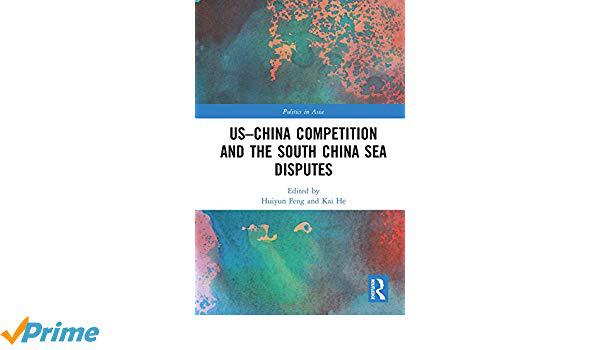 Politics in Asia
US–CHINA COMPETITION
AND THE SOUTH CHINA SEA
DISPUTES
Edited by
Huiyun Feng and Kai He
ROUTLEDGE
Prime